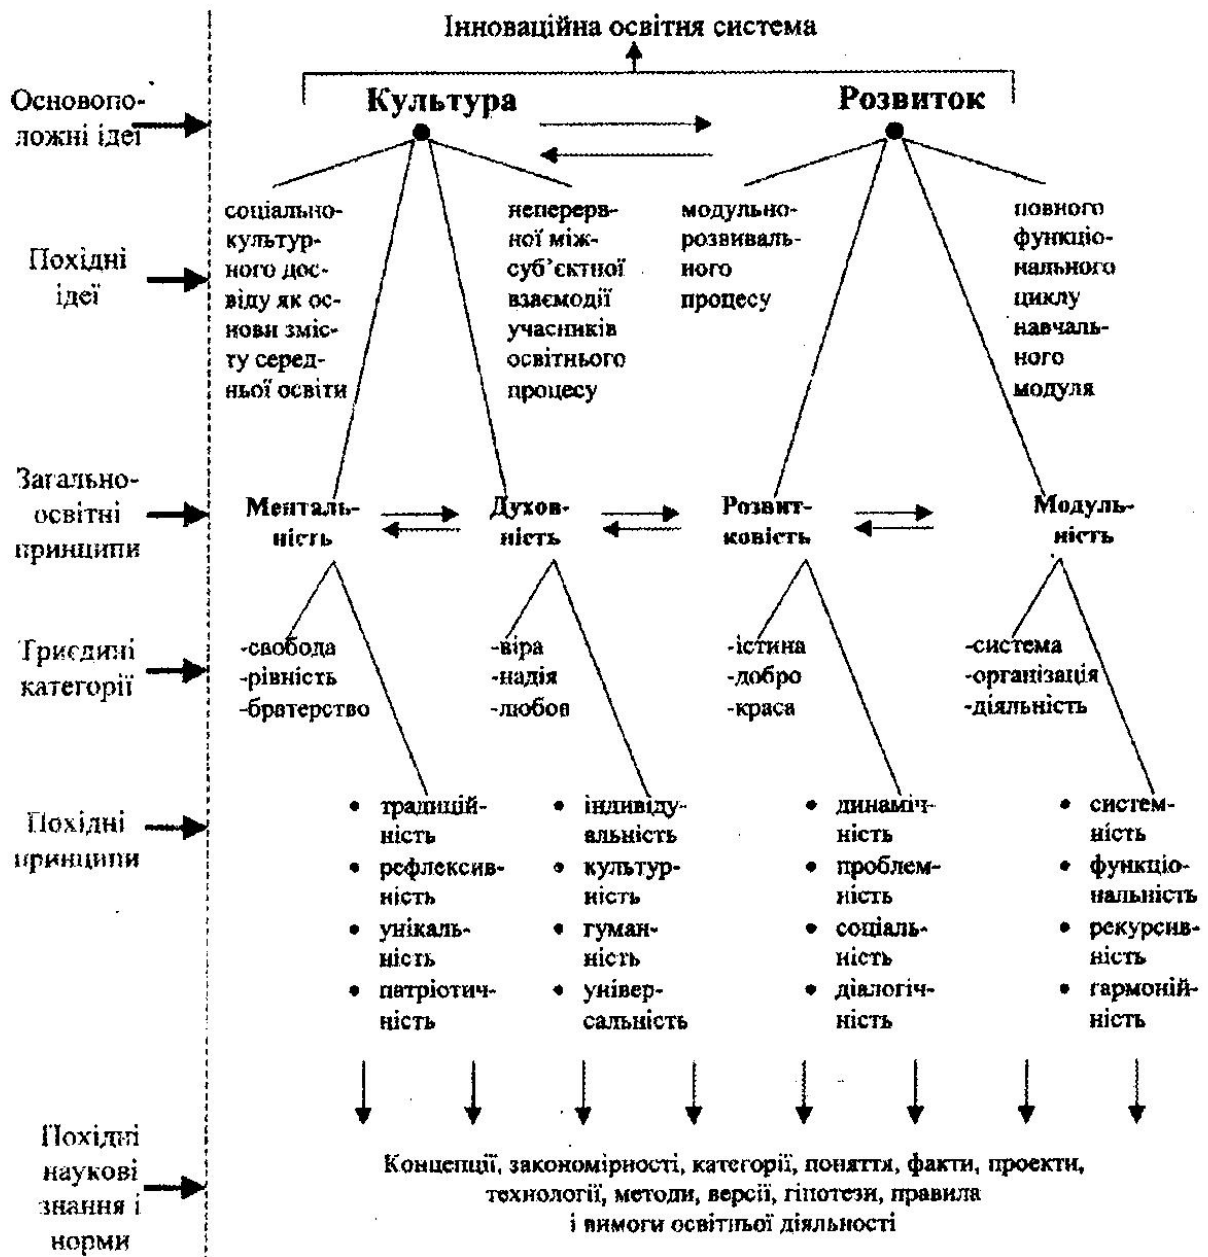 Інноваційна освітня система
Основопо-
ложні ідеї
Культура
Розвиток
Похідні
ідеї
соціально-
культур-
ного дос-
віду як ос-
нови зміс-
ту серед-
ньої освіти
неперерв-
ної між-
суб'єктної
взаємодії
учасників
освітнього
процесу
модульно-
розвиваль-
ного
процесу
повного
функціо-
нального
циклу
навчаль-
ного
модуля
Загально-
освітні
принципи
Менталь-
ність
Духов-
ність
Розвит-
ковість
Модуль-
ність
Триєдині
категорії
-свобода
-рівність
-братерство
-віра
-надія
-любов
-істина
-добро
-краса
-система
-організація
-діяльність
Похідні
принципи
• традицій-
ність
• рефлексив-
ність
• унікаль-
ність
• патріотич-
ність
• індивіду-
альність
• культур-
ність
• гуман-
ність
• універ-
сальність
• динаміч-
ність
• проблем-
ність
• соціаль-
ність
• діалогіч-
ність
• систем-
ність
• функціо-
нальність
• рекурсив-
ність
• гармоній-
ність
Похідні
наукові
знання і
норми
Концепції, закономірності, категорії, поняття, факти, проекти,
технології, методи, версії, гіпотези, правила
і вимоги освітньої діяльності